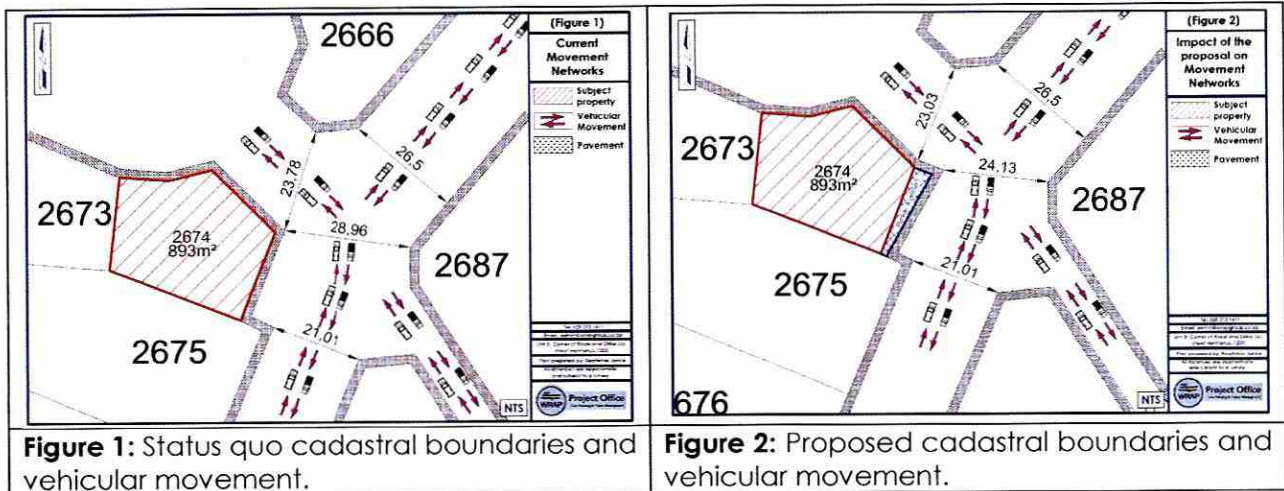 (Figure 1)
Current
Movement
Networks
Subject
property
Vehicular
Movement
Pavement
2666
2673
2674
893m²
2675
2687
23.78
26.5
28.96
21.01
WRAP
Project Office
NTS
Figure 1: Status quo cadastral boundaries and
vehicular movement.
(Figure 2)
Impact of the
proposal on
Movement
Networks
Subject
property
Vehicular
Movement
Pavement
2673
2674
893m²
2675
676
2687
23.03
26.5
24.13
21.01
WRAP
Project Office
NTS
Figure 2: Proposed cadastral boundaries and
vehicular movement.